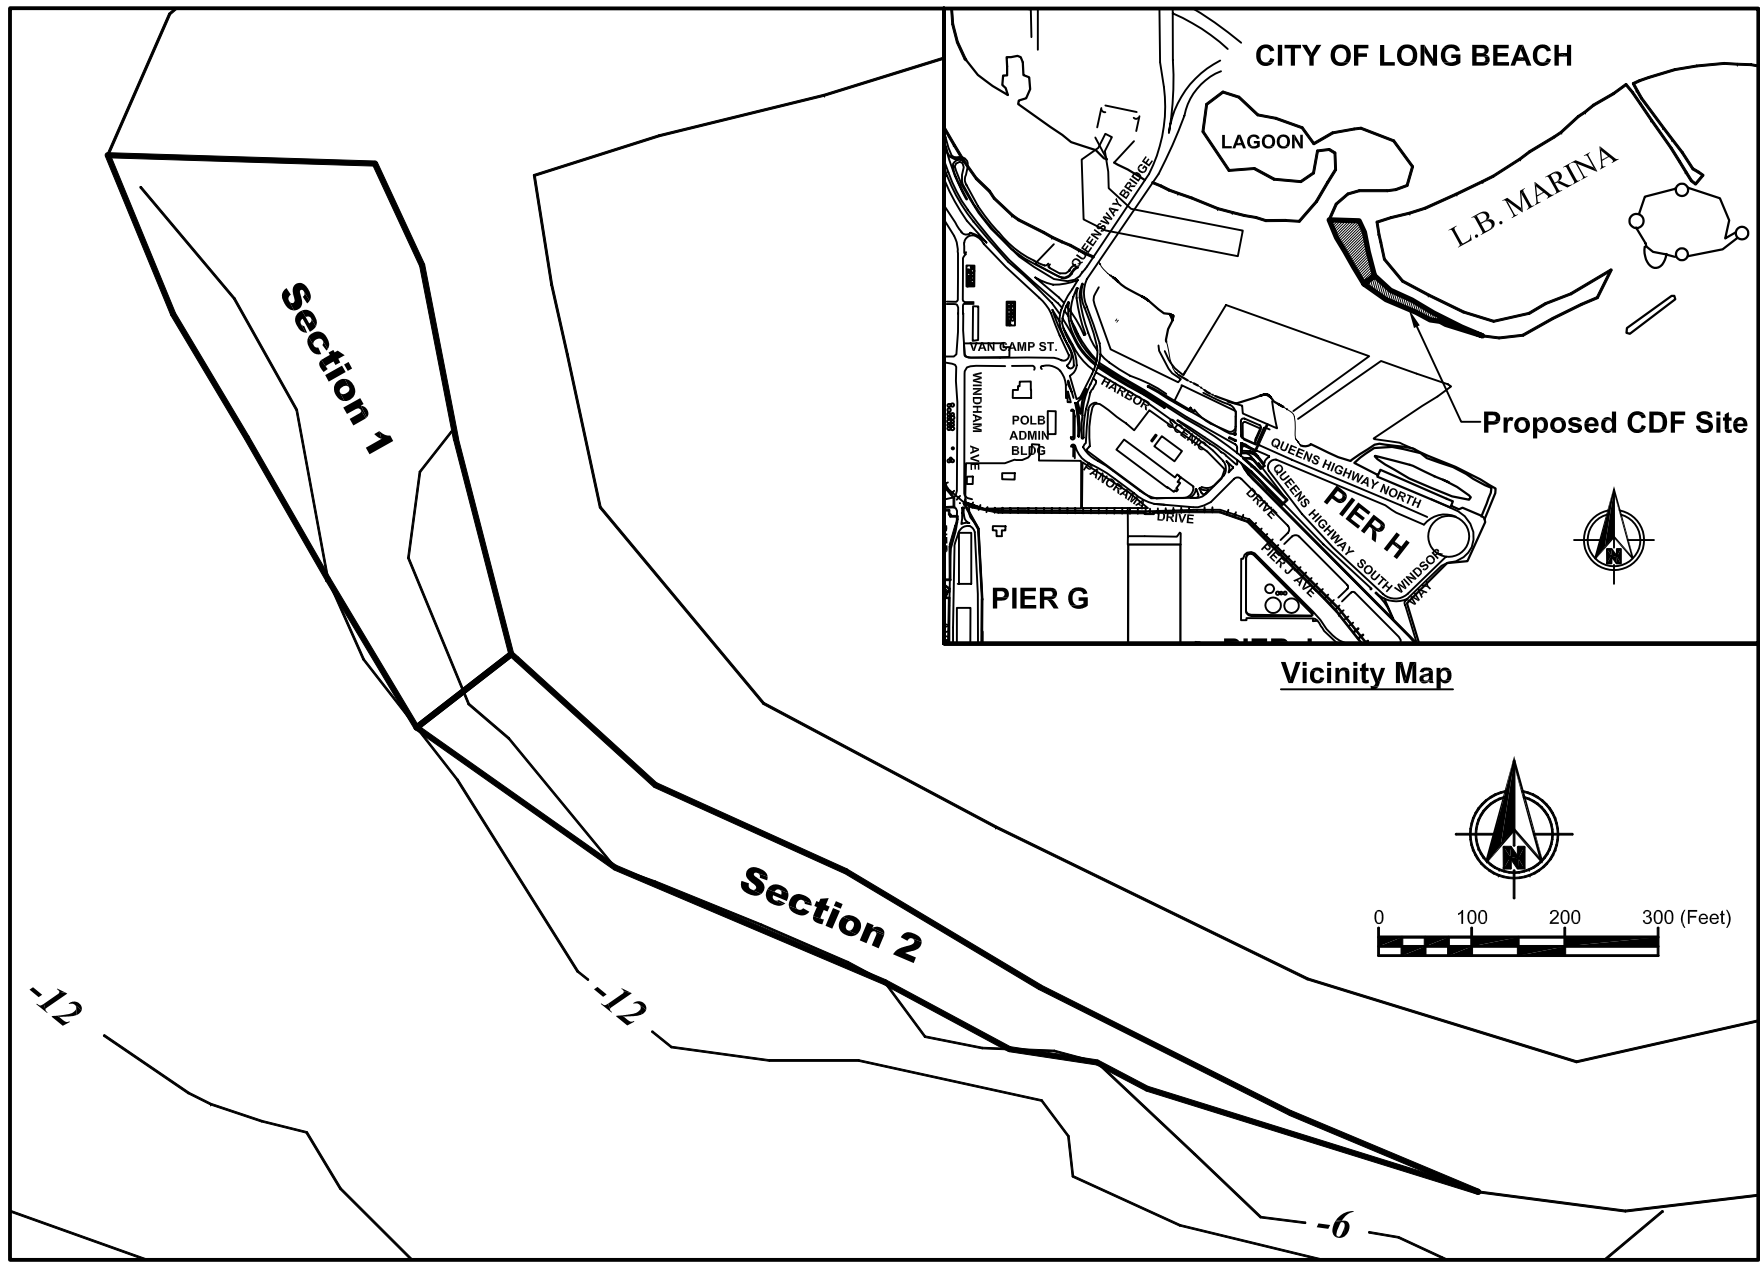 CITY OF LONG BEACH
LAGOON
L.B. MARINA
QUEENSWAY BRIDGE
VAN CAMP ST.
WINDHAM AVE
POLB
ADMIN
BLDG
HARBOR
SCENIC
DRIVE
PANORAMA
DRIVE
QUEENS HIGHWAY NORTH
QUEENS HIGHWAY SOUTH
PIER H
WINDSOR
WAY
PIER J AVE
PIER G
Proposed CDF Site
N
Vicinity Map
Section 1
Section 2
N
0 100 200 300 (Feet)
-12
-12
-6